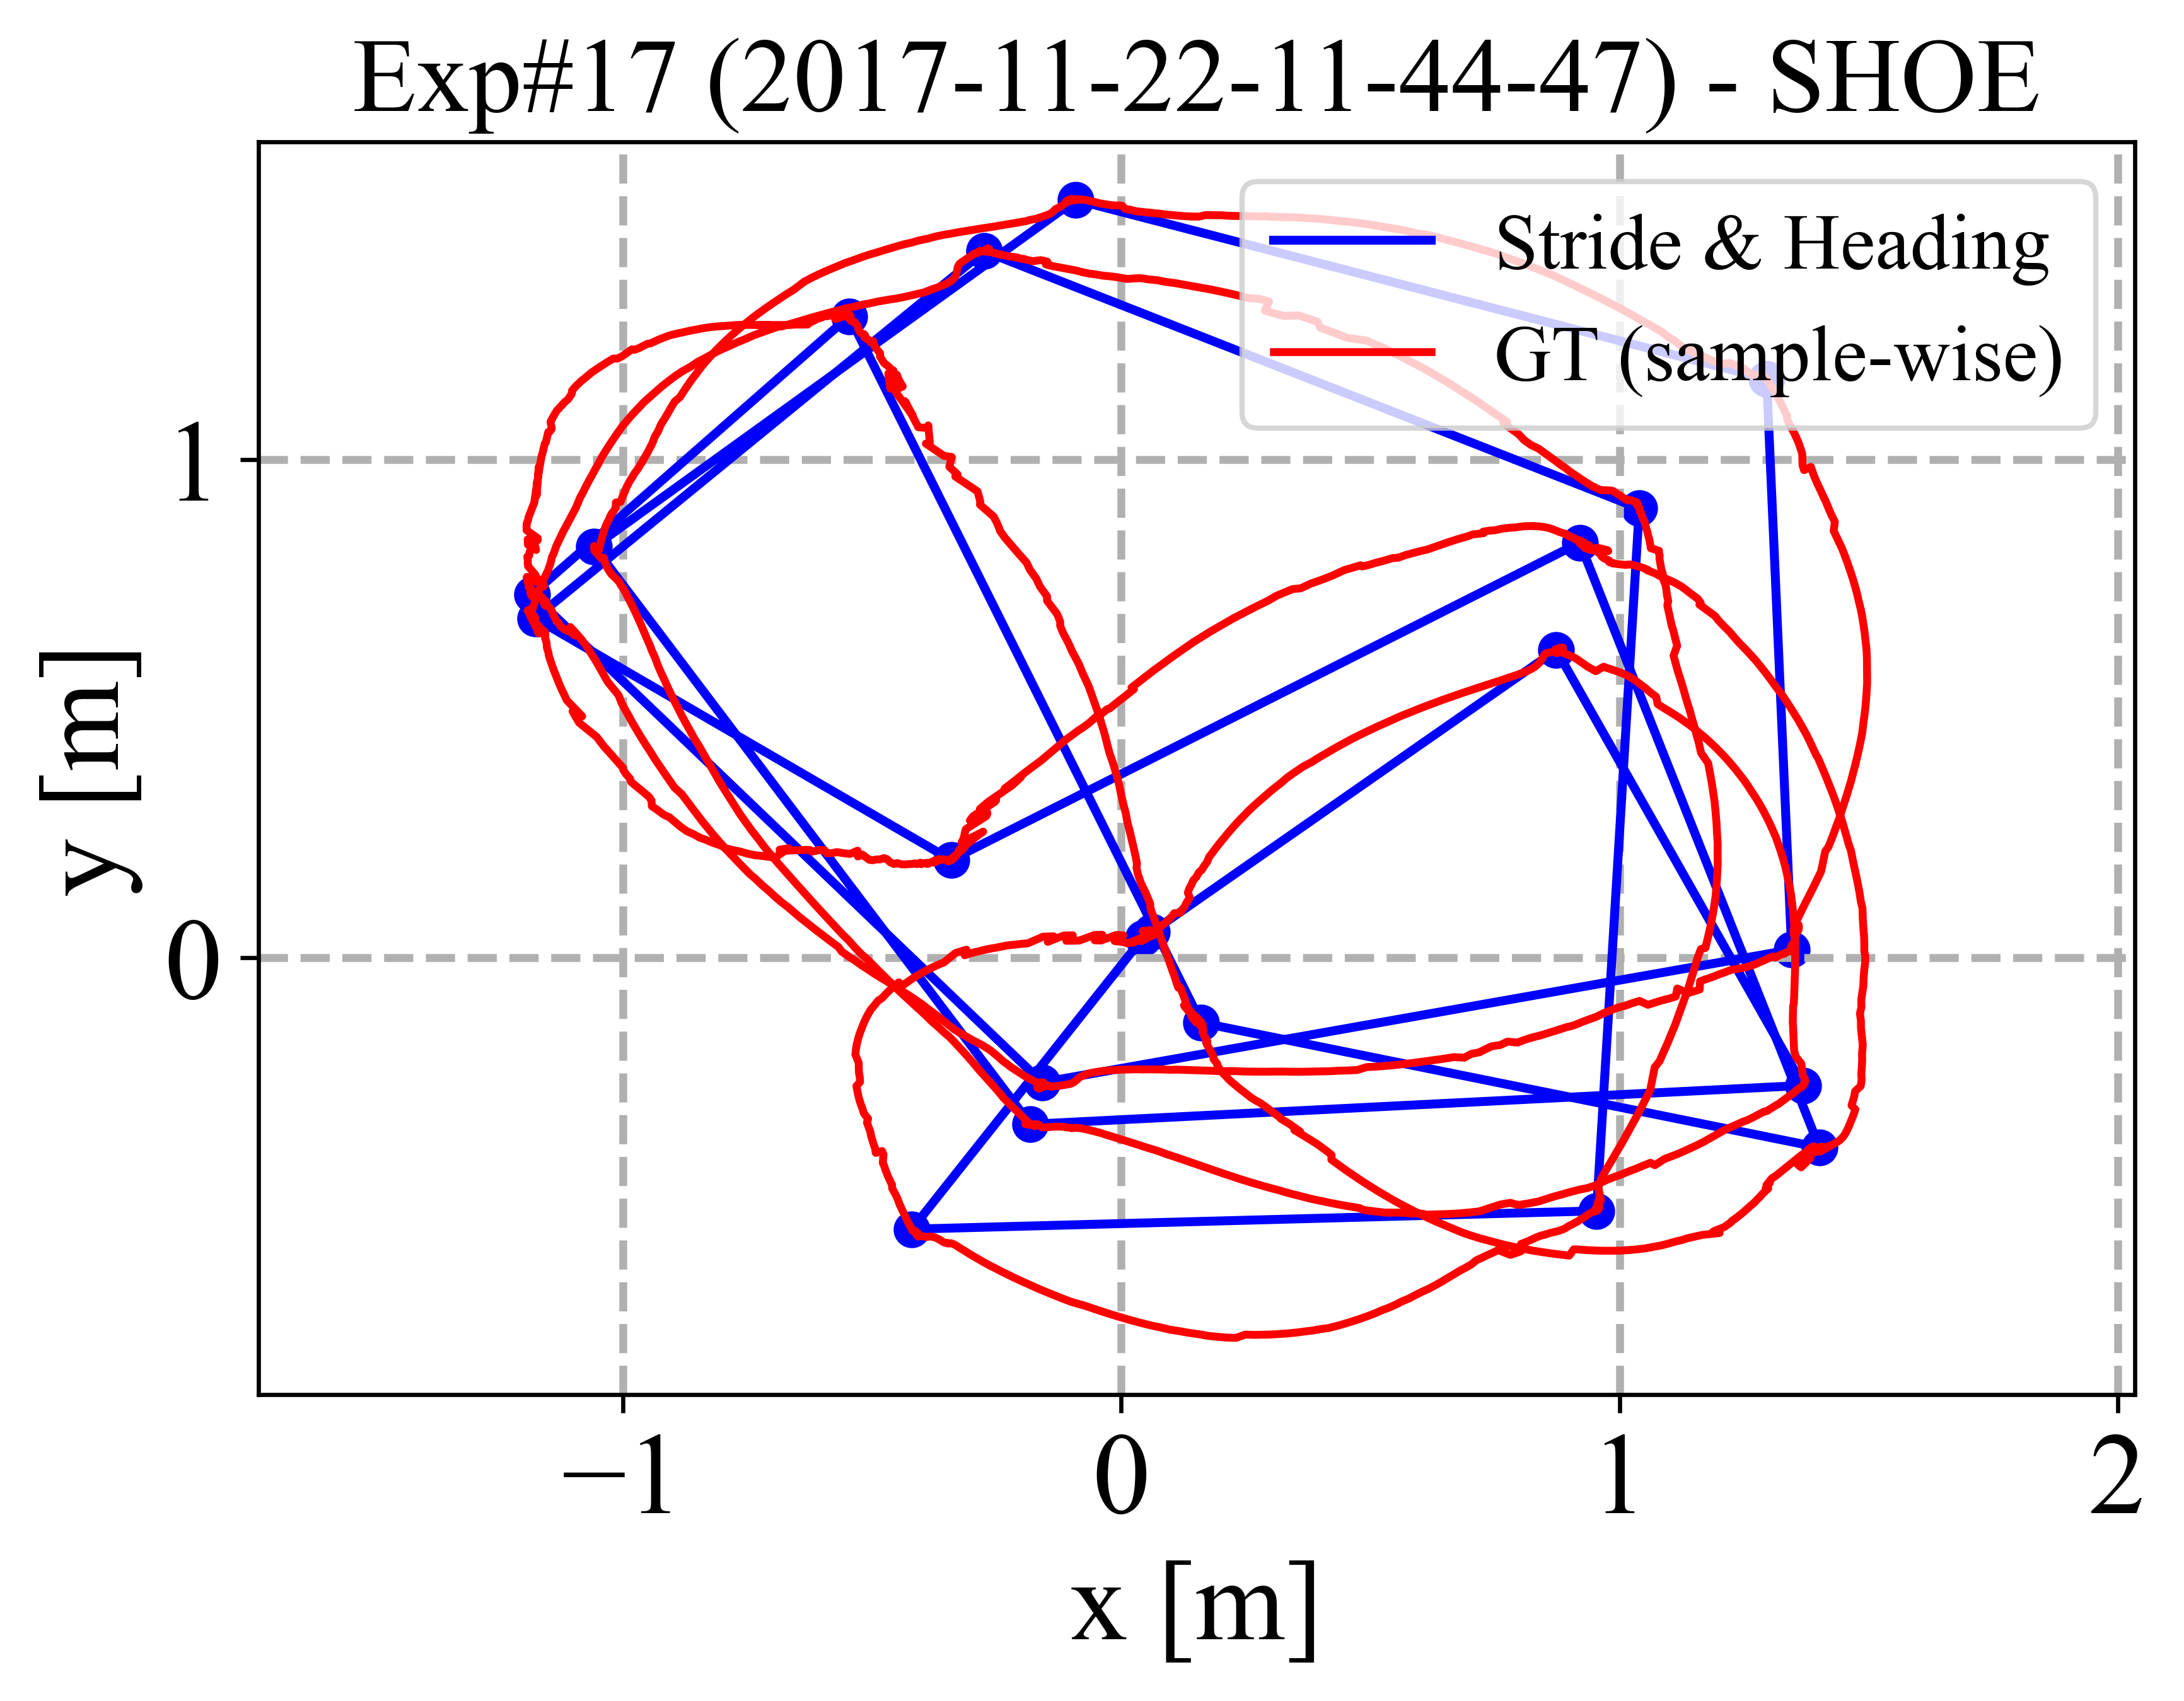 Exp#17 (2017-11-22-11-44-47) - SHOE
Stride & Heading
GT (sample-wise)
1
0
y [m]
−1
0
1
2
x [m]